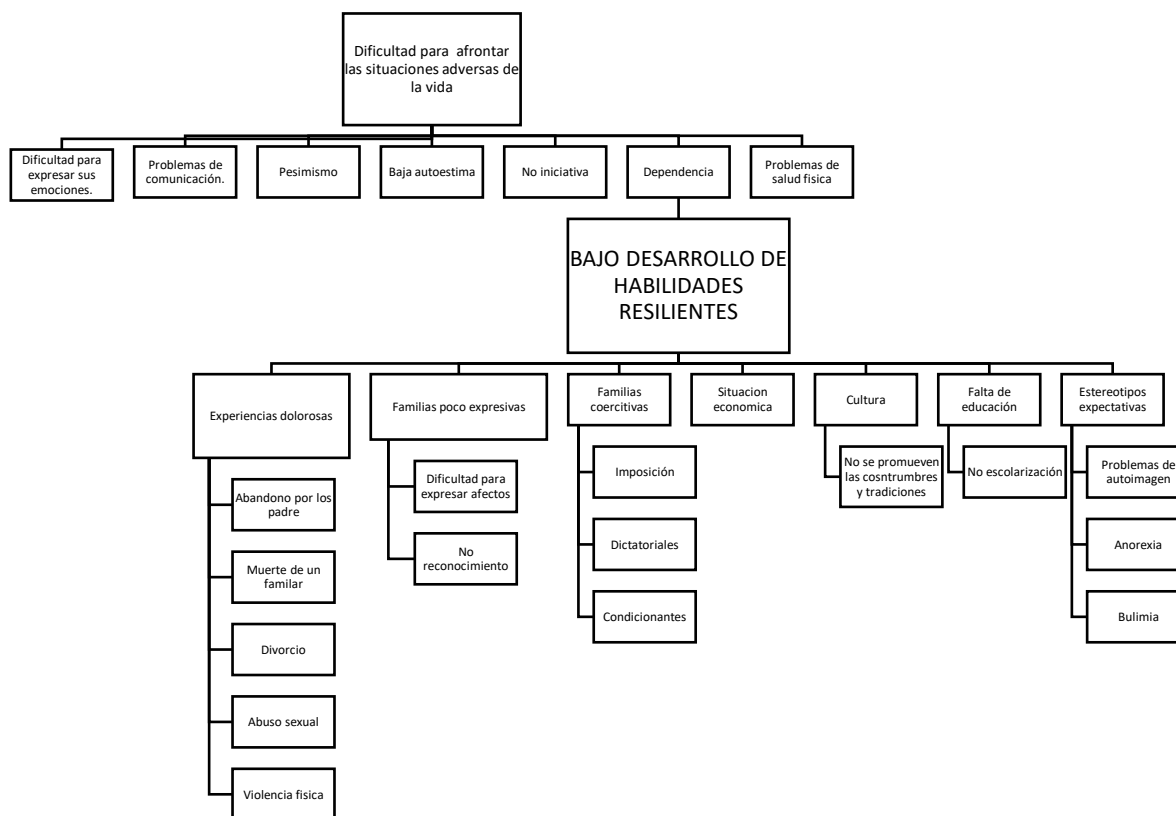 Dificultad para afrontar
las situaciones adversas de
la vida
Dificultad para
expresar sus
emociones.
Problemas de
comunicación.
Pesimismo
Baja autoestima
No iniciativa
Dependencia
Problemas de
salud fisica
BAJO DESARROLLO DE
HABILIDADES
RESILIENTES
Experiencias dolorosas
Abandono por los
padre
Muerte de un
familar
Divorcio
Abuso sexual
Violencia fisica
Familias poco expresivas
Dificultad para
expresar afectos
No
reconocimiento
Familias
coercitivas
Imposición
Dictatoriales
Condicionantes
Situacion
economica
Cultura
No se promueven
las cosntrumbres
y tradiciones
Falta de
educación
No escolarización
Estereotipos
expectativas
Problemas de
autoimagen
Anorexia
Bulimia